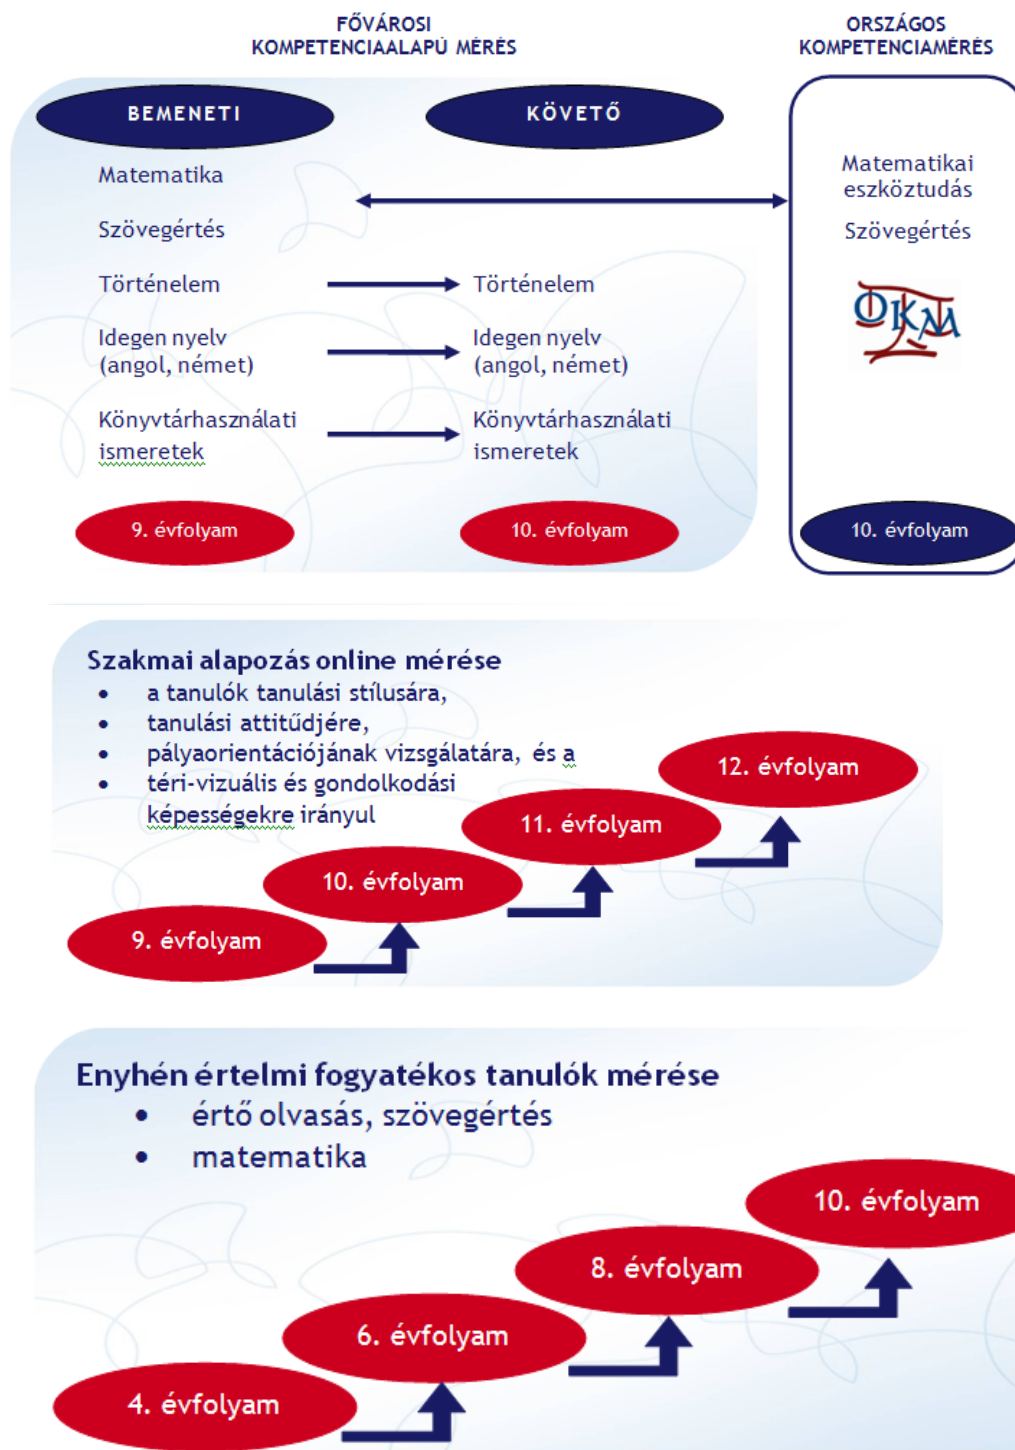 FŐVÁROSI
KOMPETENCIAALAPÚ MÉRÉS
ORSZÁGOS
KOMPETENCIAMÉRÉS
BEMENETI
KÖVETŐ
Matematika
Szövegértés
Történelem
Történelem
Idegen nyelv
(angol, német)
Idegen nyelv
(angol, német)
Könyvtárhasználati
ismeretek
Könyvtárhasználati
ismeretek
9. évfolyam
10. évfolyam
Matematikai
eszköztudás
Szövegértés
OKM
10. évfolyam
Szakmai alapozás online mérése
• a tanulók tanulási stílusára,
• tanulási attitűdjére,
• pályaorientációjának vizsgálatára, és a
• téri-vizuális és gondolkodási
képességekre irányul
12. évfolyam
11. évfolyam
10. évfolyam
9. évfolyam
Enyhén értelmi fogyatékos tanulók mérése
• értő olvasás, szövegértés
• matematika
10. évfolyam
8. évfolyam
6. évfolyam
4. évfolyam